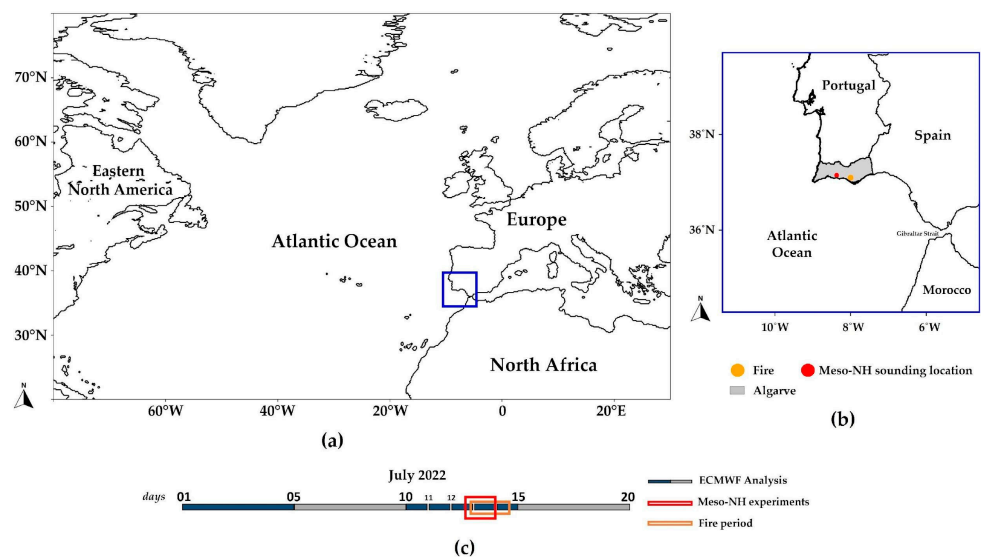 70°N
60°N
50°N
40°N
30°N
Eastern
North America
Atlantic Ocean
Europe
North Africa
N
60°W
40°W
20°W
0
20°E
(a)
Portugal
Spain
38°N
36°N
Gibraltar Strait
Atlantic
Ocean
Morocco
N
10°W
8°W
6°W
Fire
Meso-NH sounding location
Algarve
(b)
July 2022
days
01
05
10
11
12
15
20
ECMWF Analysis
Meso-NH experiments
Fire period
(c)